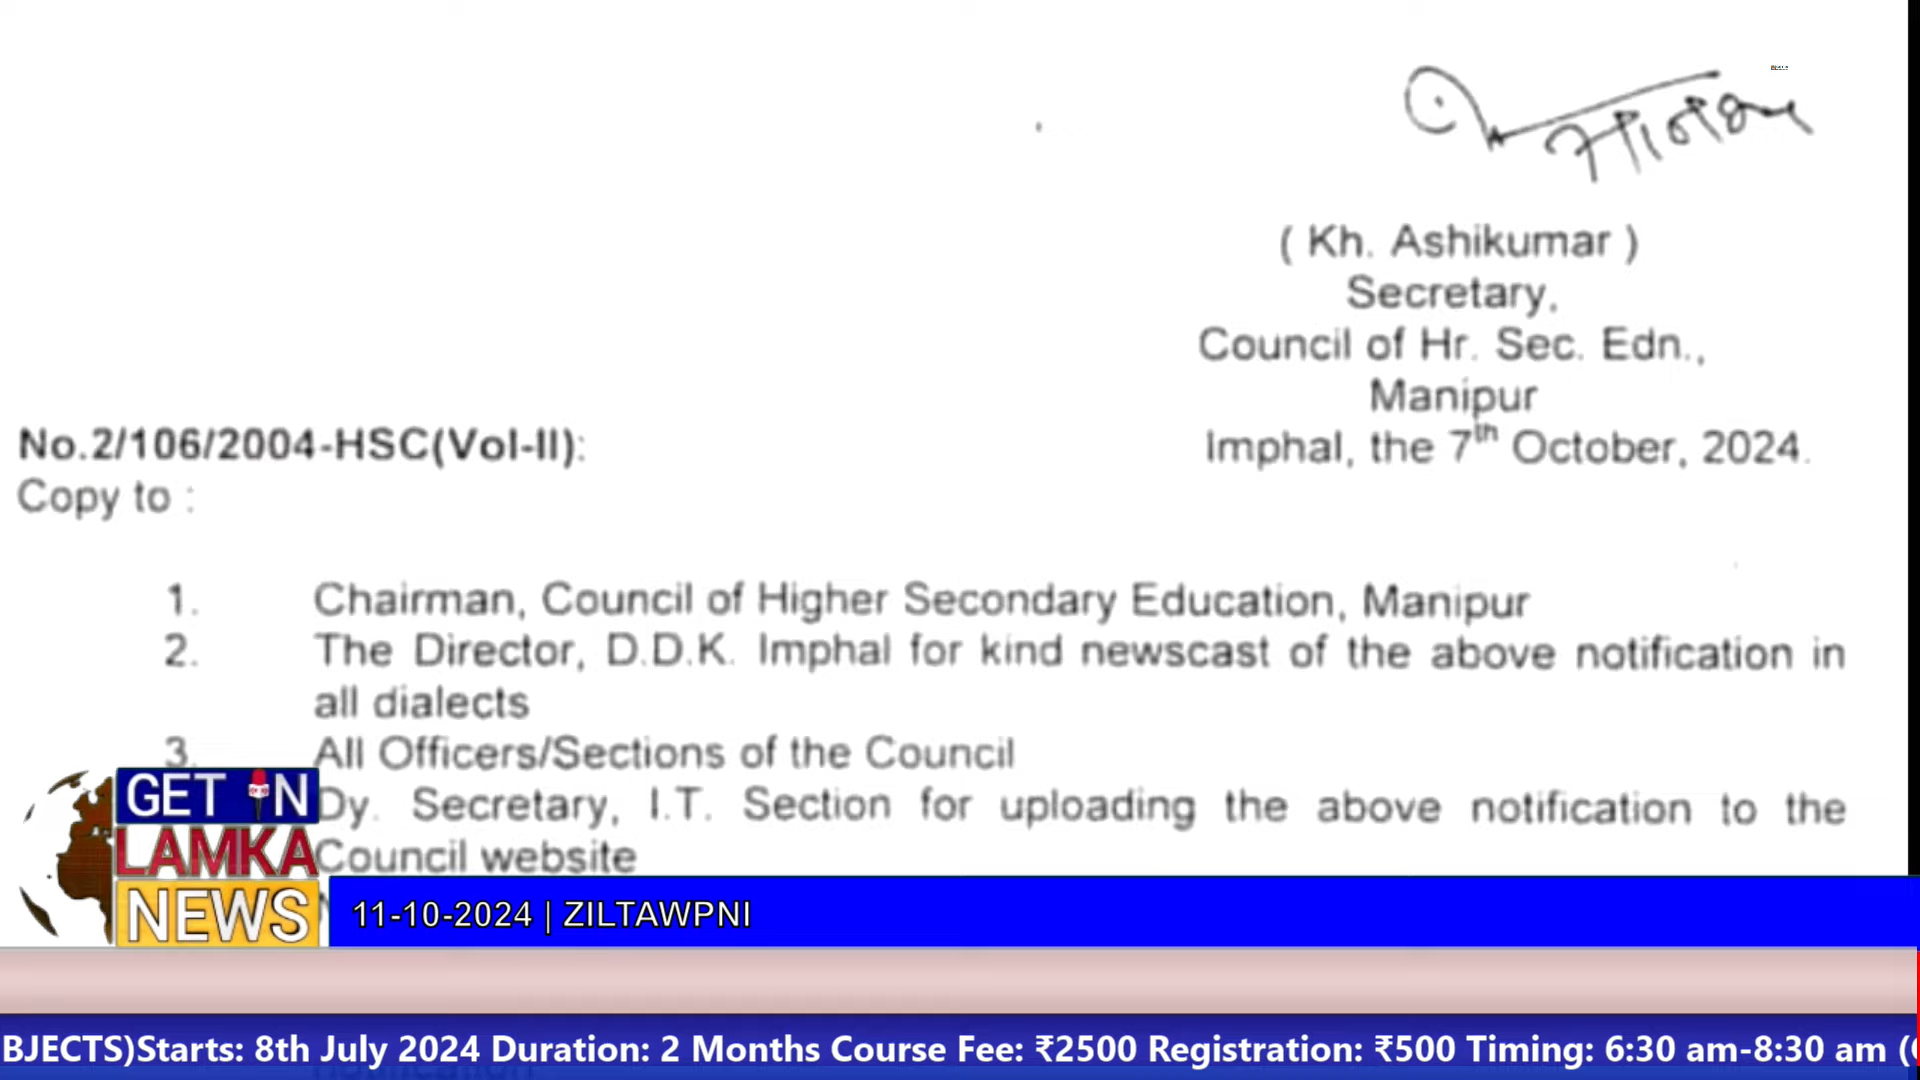 ( Kh. Ashikumar )
Secretary,
Council of Hr. Sec. Edn.,
Manipur
No.2/106/2004-HSC(Vol-II):
Imphal, the 7th October, 2024.
Copy to :
1. Chairman, Council of Higher Secondary Education, Manipur
2. The Director, D.D.K. Imphal for kind newscast of the above notification in
all dialects
3. All Officers/Sections of the Council
Dy. Secretary, I.T. Section for uploading the above notification to the
Council website
GET IN
LAMKA
NEWS
11-10-2024 | ZILTAWPNI
BJECTS)Starts: 8th July 2024 Duration: 2 Months Course Fee: ₹2500 Registration: ₹500 Timing: 6:30 am-8:30 am (